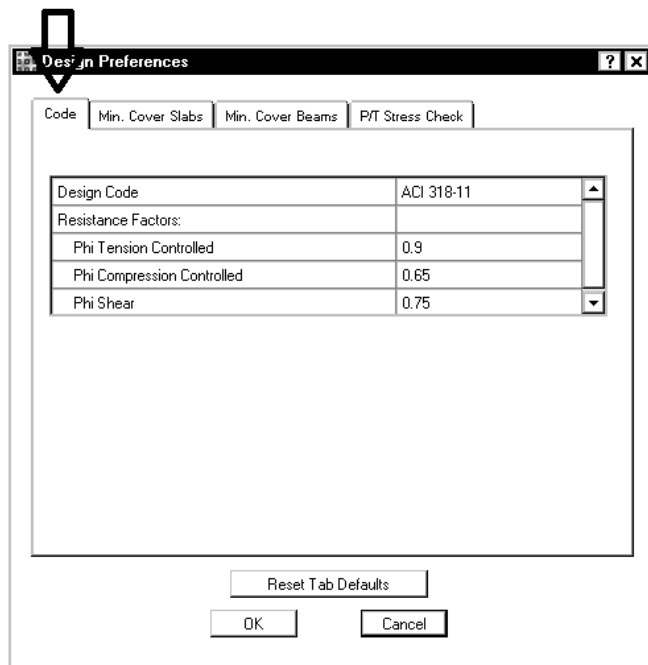 Design Preferences
Code Min. Cover Slabs Min. Cover Beams P/T Stress Check
Design Code ACI 318-11
Resistance Factors:
Phi Tension Controlled 0.9
Phi Compression Controlled 0.65
Phi Shear 0.75
Reset Tab Defaults
OK Cancel